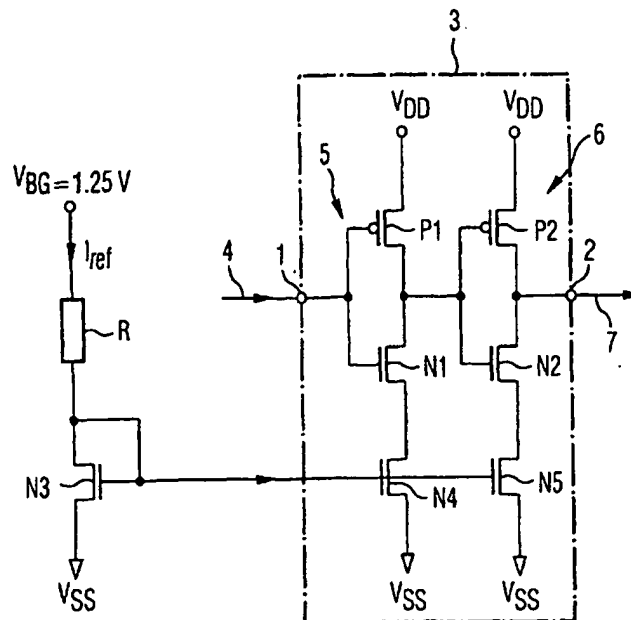 3
VDD
VDD
6
5
VBG = 1.25 V
P1
P2
Iref
4
1
2
R
7
N1
N2
N3
N4
N5
VSS
VSS
VSS